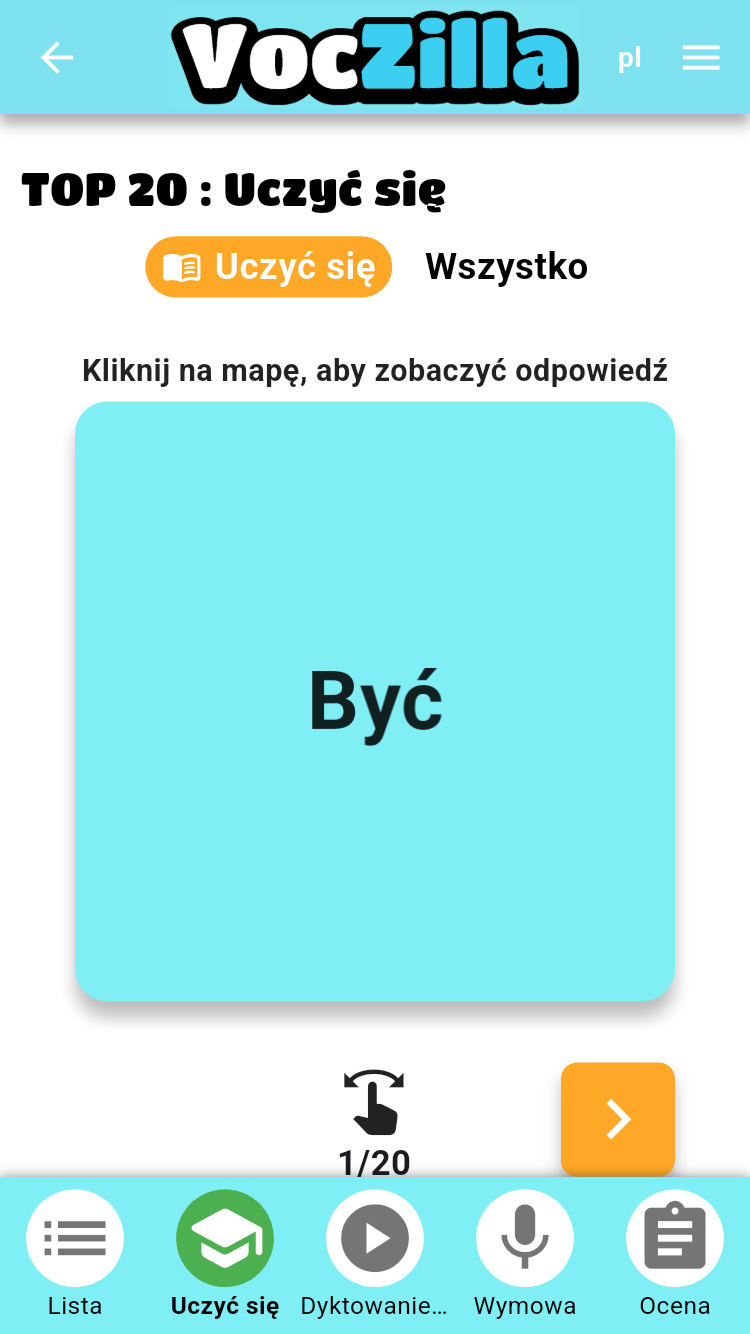 VocZilla
pl
TOP 20 : Uczyć się
Uczyć się
Wszystko
Kliknij na mapę, aby zobaczyć odpowiedź
Być
1/20
Lista
Uczyć się
Dyktowanie...
Wymowa
Ocena